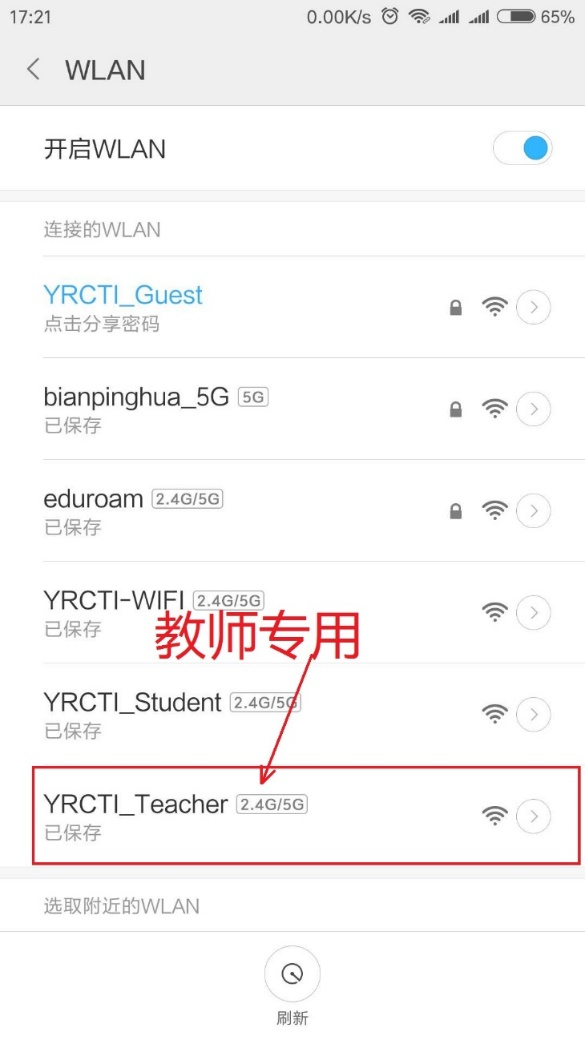 17:21 0.00K/s 65%
WLAN
开启WLAN
连接的WLAN
YRCTI_Guest
点击分享密码
bianpinghua_5G 5G
已保存
eduroam 2.4G/5G
已保存
YRCTI-WIFI 2.4G/5G
已保存
教师专用
YRCTI_Student 2.4G/5G
已保存
YRCTI_Teacher 2.4G/5G
已保存
选取附近的WLAN
刷新